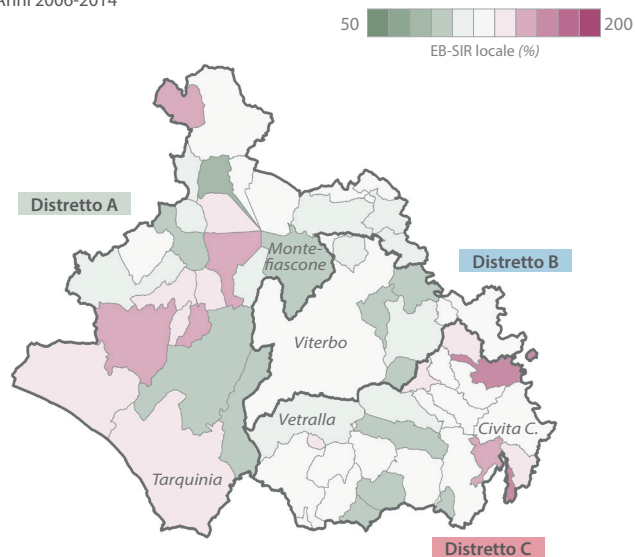 Anni 2006-2014
50 200
EB-SIR locale (%)
Distretto A
Monte-
fiascone
Distretto B
Viterbo
Vetralla
Civita C.
Tarquinia
Distretto C